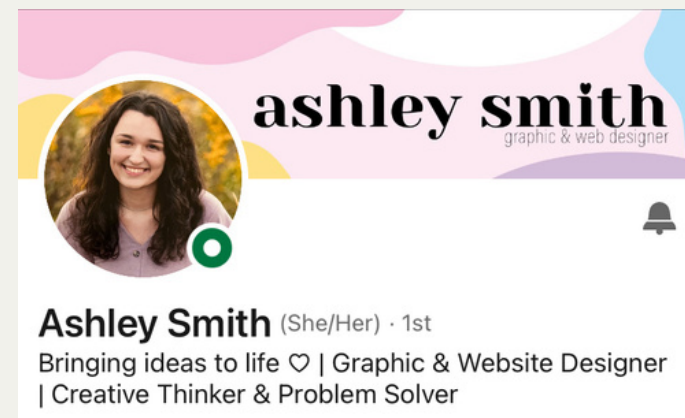 ashley smith
graphic & web designer
Ashley Smith (She/Her) · 1st
Bringing ideas to life ♡ | Graphic & Website Designer
| Creative Thinker & Problem Solver